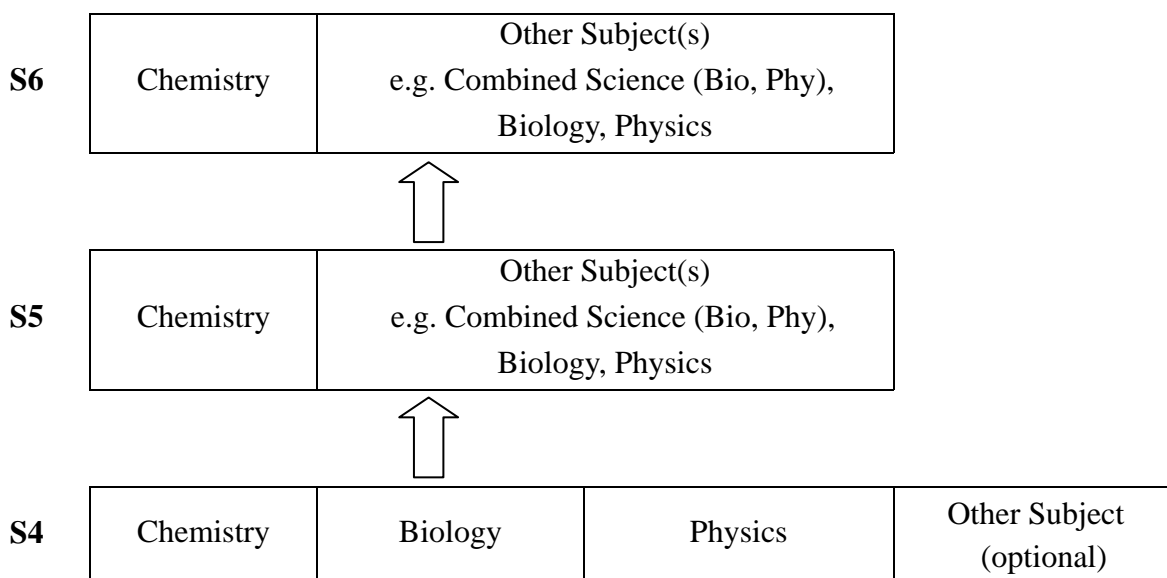 S6
Chemistry
Other Subject(s)
e.g. Combined Science (Bio, Phy),
Biology, Physics
S5
Chemistry
Other Subject(s)
e.g. Combined Science (Bio, Phy),
Biology, Physics
S4
Chemistry
Biology
Physics
Other Subject
(optional)